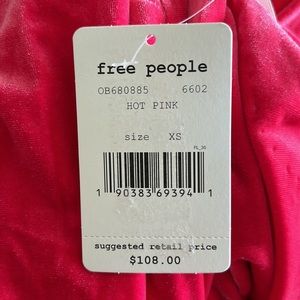 free people
OB680885 6602
HOT PINK
size XS
1 90383 69394 1
suggested retail price
$108.00